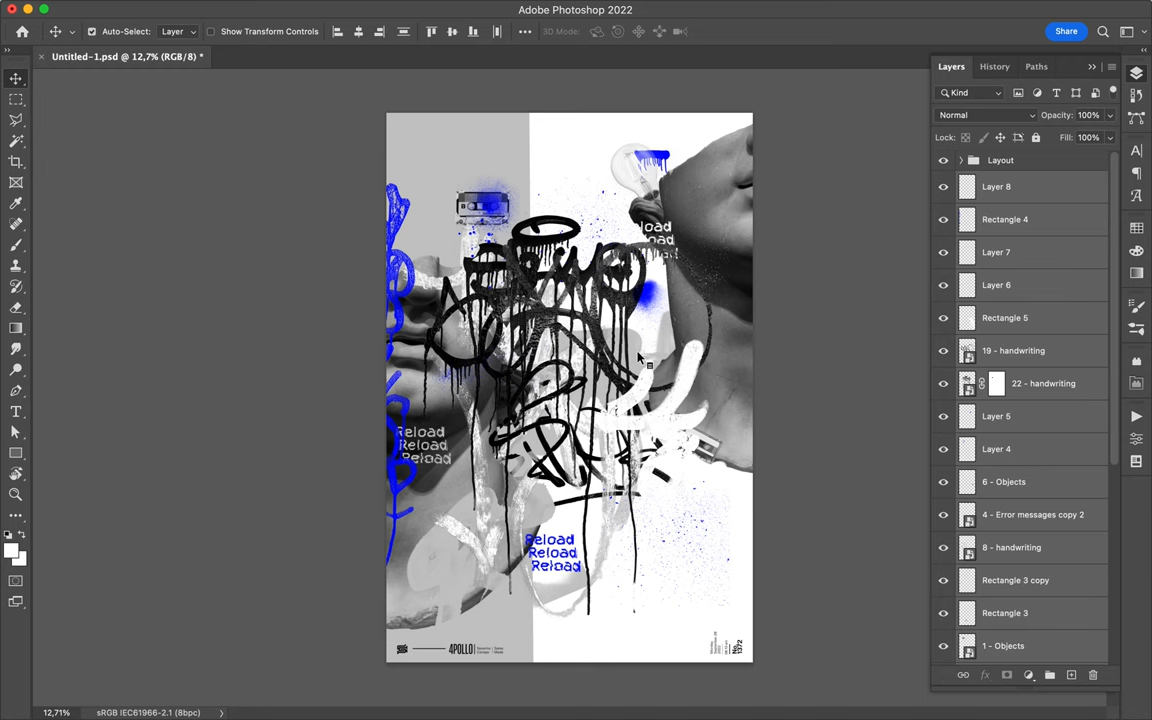 Adobe Photoshop 2022
Auto-Select: Layer Show Transform Controls 3D Mode: Share
Untitled-1.psd @ 12,7% (RGB/8) *
Layers History Paths
Kind
Normal Opacity: 100%
Lock: Fill: 100%
Layout
Layer 8
Rectangle 4
Layer 7
Layer 6
Rectangle 5
19 - handwriting
22 - handwriting
Layer 5
Layer 4
6 - Objects
4 - Error messages copy 2
8 - handwriting
Rectangle 3 copy
Rectangle 3
1 - Objects
Reload
Reload
Reload
Reload
Reload
Reload
4POLLO
No. 1372
12,71% sRGB IEC61966-2.1 (8bpc)